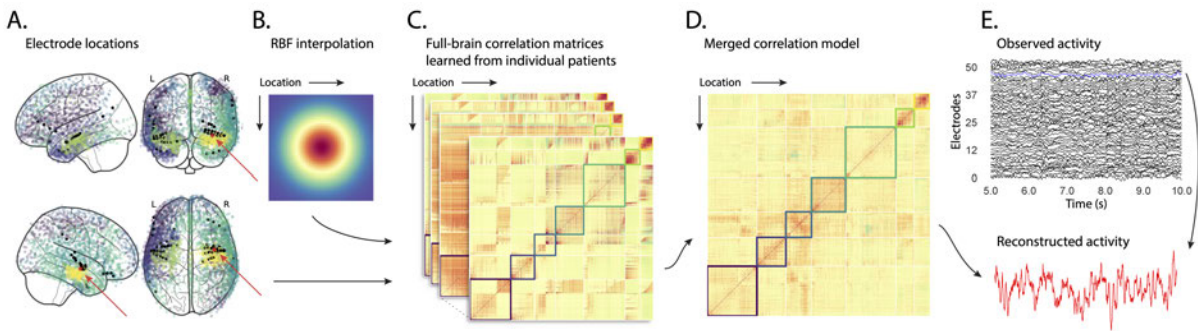 A.
Electrode locations
L
R
L
R
B.
RBF interpolation
Location
C.
Full-brain correlation matrices
learned from individual patients
Location
D.
Merged correlation model
Location
E.
Observed activity
Electrodes
50
37
25
12
0
5.0 6.0 7.0 8.0 9.0 10.0
Time (s)
Reconstructed activity